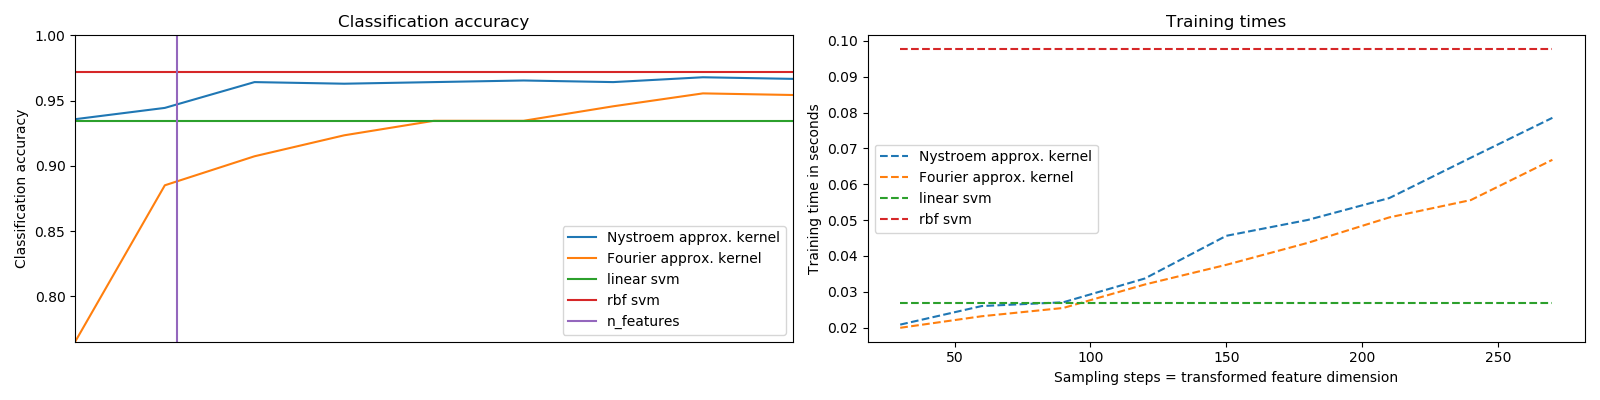 Classification accuracy
Classification accuracy
1.00
0.95
0.90
0.85
0.80
Nystroem approx. kernel
Fourier approx. kernel
linear svm
rbf svm
n_features
Training times
Training time in seconds
0.10
0.09
0.08
0.07
0.06
0.05
0.04
0.03
0.02
Nystroem approx. kernel
Fourier approx. kernel
linear svm
rbf svm
50
100
150
200
250
Sampling steps = transformed feature dimension